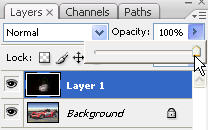 Layers × Channels Paths
Normal Opacity: 100%
Lock:
Layer 1
Background